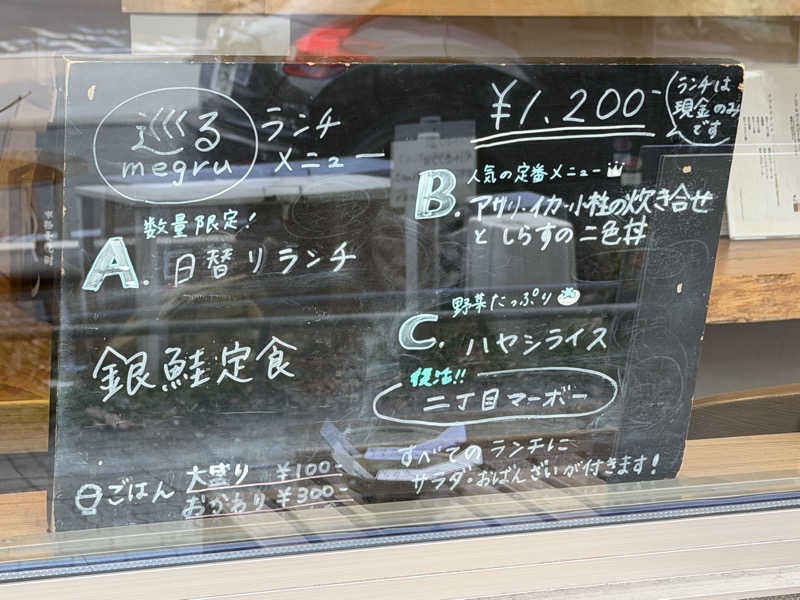 巡る
megru
ランチ
メニュー
¥1,200-
ランチは
現金のみ
です
数量限定!
A. 日替りランチ
銀鮭定食
B. 人気の定番メニュー
アサリ・イカ・小柱の炊き合せ
と しらすの二色丼
野菜たっぷり
C. ハヤシライス
復活!!
二丁目マーボー
ごはん 大盛り ¥100-
おかわり ¥300-
すべてのランチに
サラダ・おばんざいが付きます!